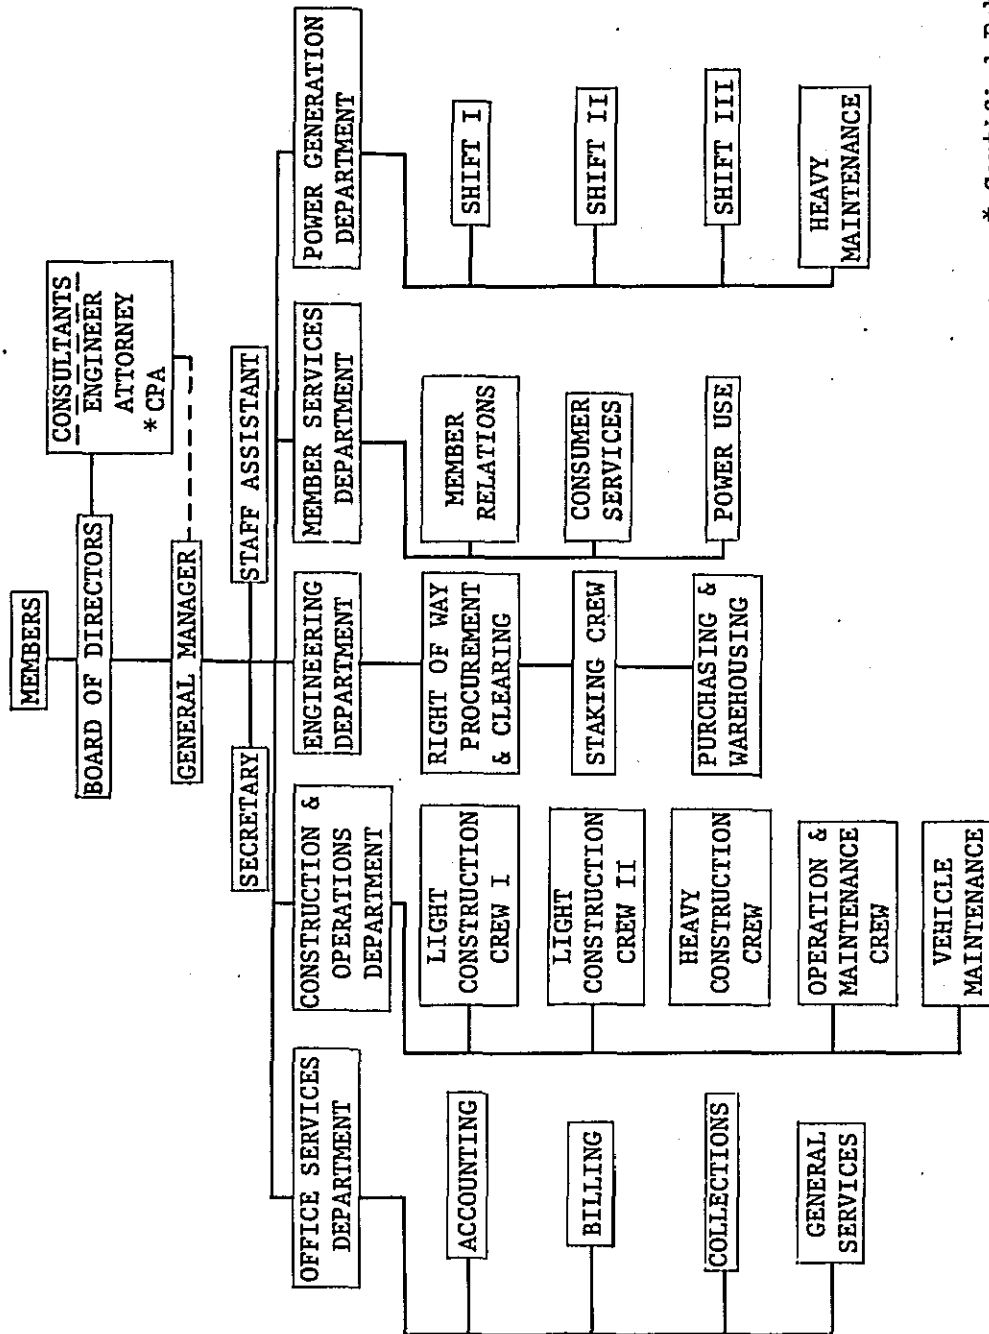 MEMBERS
BOARD OF DIRECTORS
CONSULTANTS
ENGINEER
ATTORNEY
*CPA
GENERAL MANAGER
SECRETARY
STAFF ASSISTANT
OFFICE SERVICES
DEPARTMENT
ACCOUNTING
BILLING
COLLECTIONS
GENERAL
SERVICES
CONSTRUCTION &
OPERATIONS
DEPARTMENT
LIGHT
CONSTRUCTION
CREW I
LIGHT
CONSTRUCTION
CREW II
HEAVY
CONSTRUCTION
CREW
OPERATION &
MAINTENANCE
CREW
VEHICLE
MAINTENANCE
ENGINEERING
DEPARTMENT
RIGHT OF WAY
PROCUREMENT
& CLEARING
STAKING CREW
PURCHASING &
WAREHOUSING
MEMBER SERVICES
DEPARTMENT
MEMBER
RELATIONS
CONSUMER
SERVICES
POWER USE
POWER GENERATION
DEPARTMENT
SHIFT I
SHIFT II
SHIFT III
HEAVY
MAINTENANCE